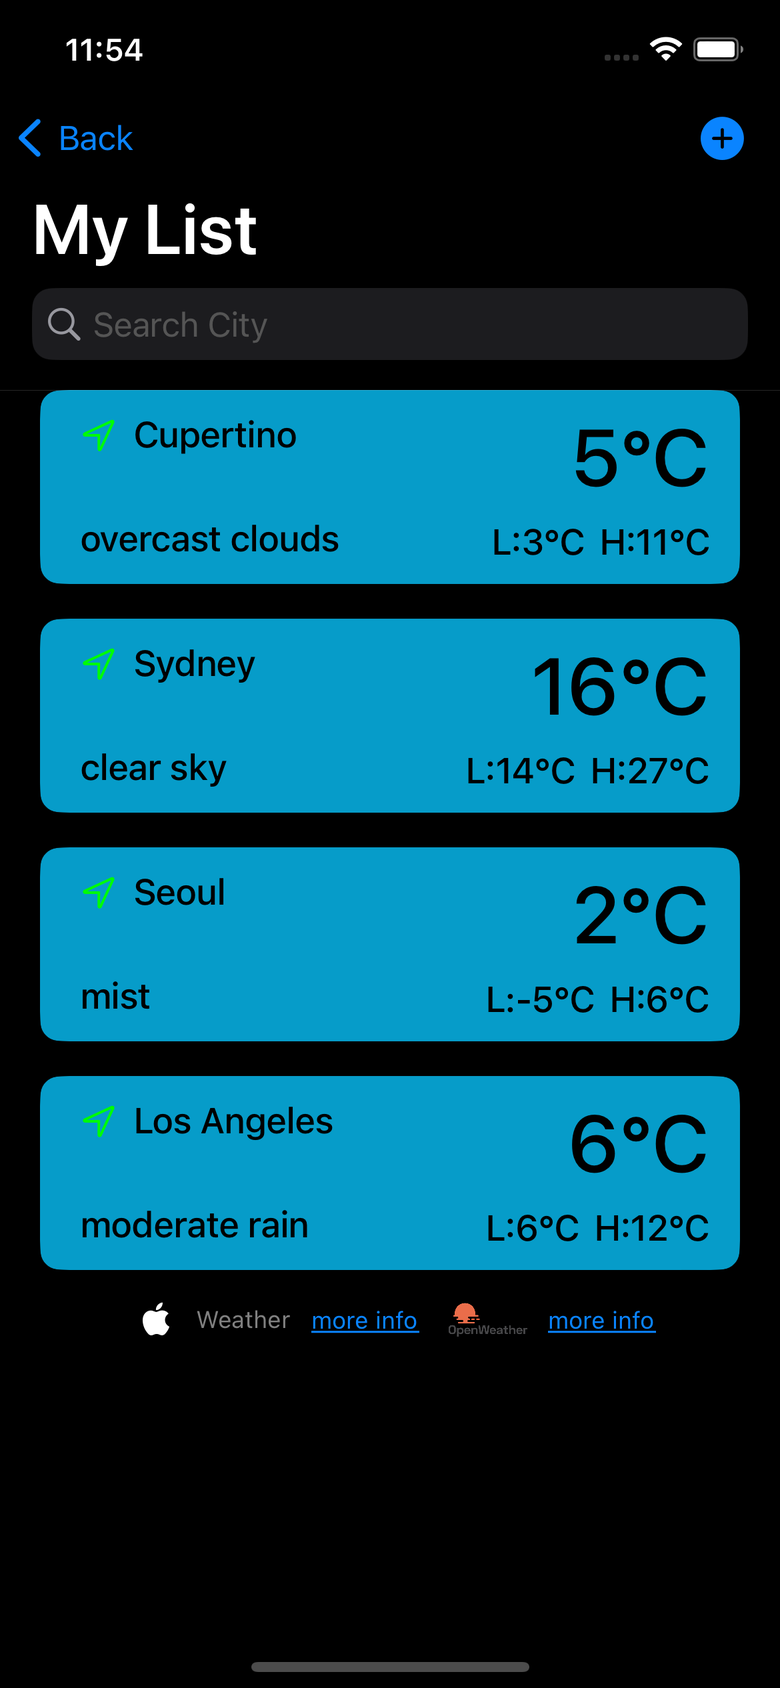 11:54
Back
My List
Search City
Cupertino
5°C
overcast clouds
L:3°C H:11°C
Sydney
16°C
clear sky
L:14°C H:27°C
Seoul
2°C
mist
L:-5°C H:6°C
Los Angeles
6°C
moderate rain
L:6°C H:12°C
Weather more info OpenWeather more info